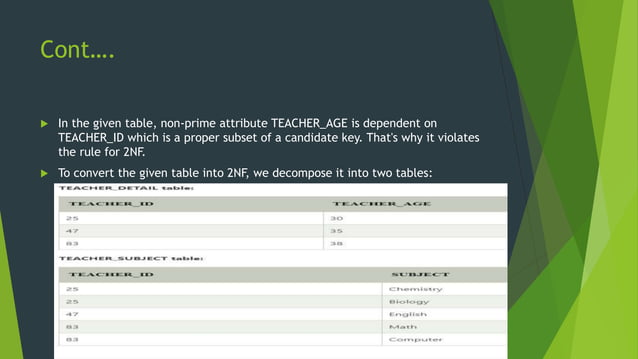 Cont....
In the given table, non-prime attribute TEACHER_AGE is dependent on
TEACHER_ID which is a proper subset of a candidate key. That's why it violates
the rule for 2NF.
To convert the given table into 2NF, we decompose it into two tables:
TEACHER_DETAIL table:
TEACHER_ID TEACHER_AGE
25 30
47 35
83 38
TEACHER_SUBJECT table:
TEACHER_ID SUBJECT
25 Chemistry
25 Biology
47 English
83 Math
83 Computer